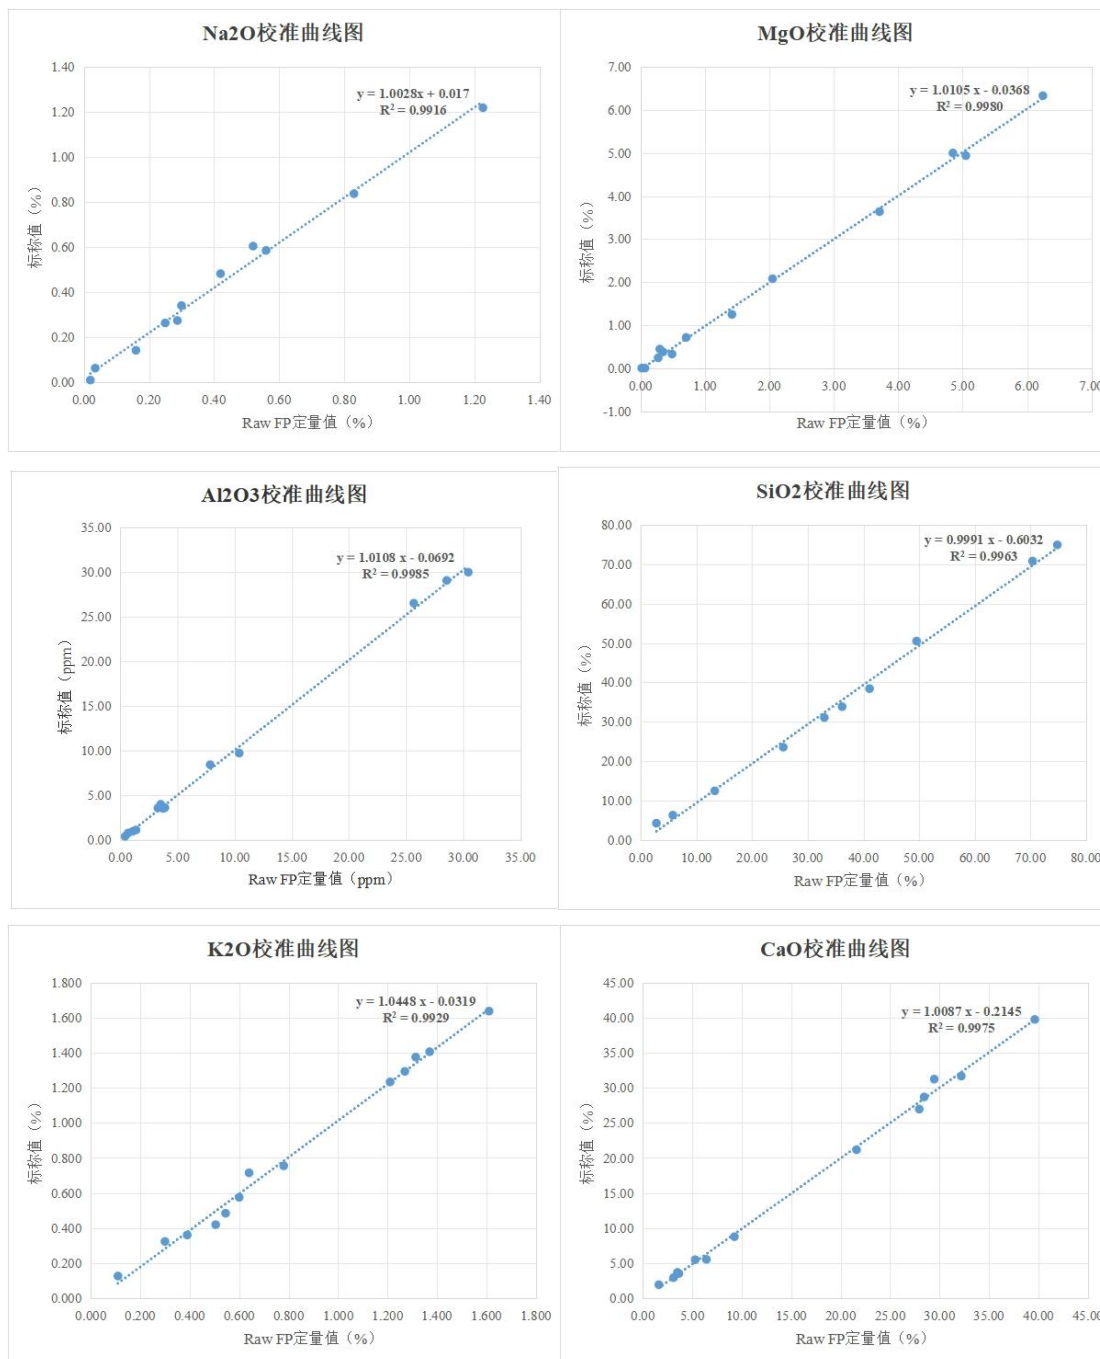 Na2O校准曲线图
y = 1.0028x + 0.017
R² = 0.9916
1.40
1.20
1.00
0.80
0.60
0.40
0.20
0.00
标称值（%）
0.00 0.20 0.40 0.60 0.80 1.00 1.20 1.40
Raw FP定量值（%）
MgO校准曲线图
y = 1.0105 x - 0.0368
R² = 0.9980
7.00
6.00
5.00
4.00
3.00
2.00
1.00
0.00
-1.00
标称值（%）
0.00 1.00 2.00 3.00 4.00 5.00 6.00 7.00
Raw FP定量值（%）
Al2O3校准曲线图
y = 1.0108 x - 0.0692
R² = 0.9985
35.00
30.00
25.00
20.00
15.00
10.00
5.00
0.00
标称值（ppm）
0.00 5.00 10.00 15.00 20.00 25.00 30.00 35.00
Raw FP定量值（ppm）
SiO2校准曲线图
y = 0.9991 x - 0.6032
R² = 0.9963
80.00
70.00
60.00
50.00
40.00
30.00
20.00
10.00
0.00
标称值（%）
0.00 10.00 20.00 30.00 40.00 50.00 60.00 70.00 80.00
Raw FP定量值（%）
K2O校准曲线图
y = 1.0448 x - 0.0319
R² = 0.9929
1.800
1.600
1.400
1.200
1.000
0.800
0.600
0.400
0.200
0.000
标称值（%）
0.000 0.200 0.400 0.600 0.800 1.000 1.200 1.400 1.600 1.800
Raw FP定量值（%）
CaO校准曲线图
y = 1.0087 x - 0.2145
R² = 0.9975
45.00
40.00
35.00
30.00
25.00
20.00
15.00
10.00
5.00
0.00
标称值（%）
0.00 5.00 10.00 15.00 20.00 25.00 30.00 35.00 40.00 45.00
Raw FP定量值（%）